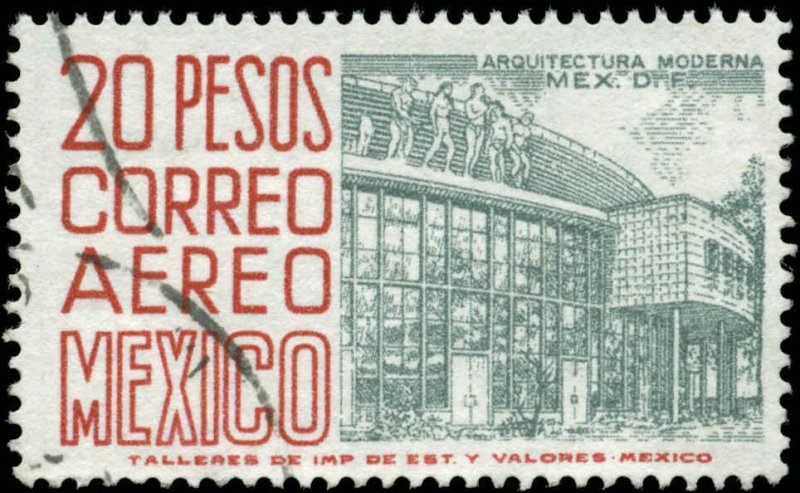 20 PESOS
CORREO
AEREO
MEXICO
ARQUITECTURA MODERNA
MEX. D. F.
TALLERES DE IMP DE EST. Y VALORES · MEXICO